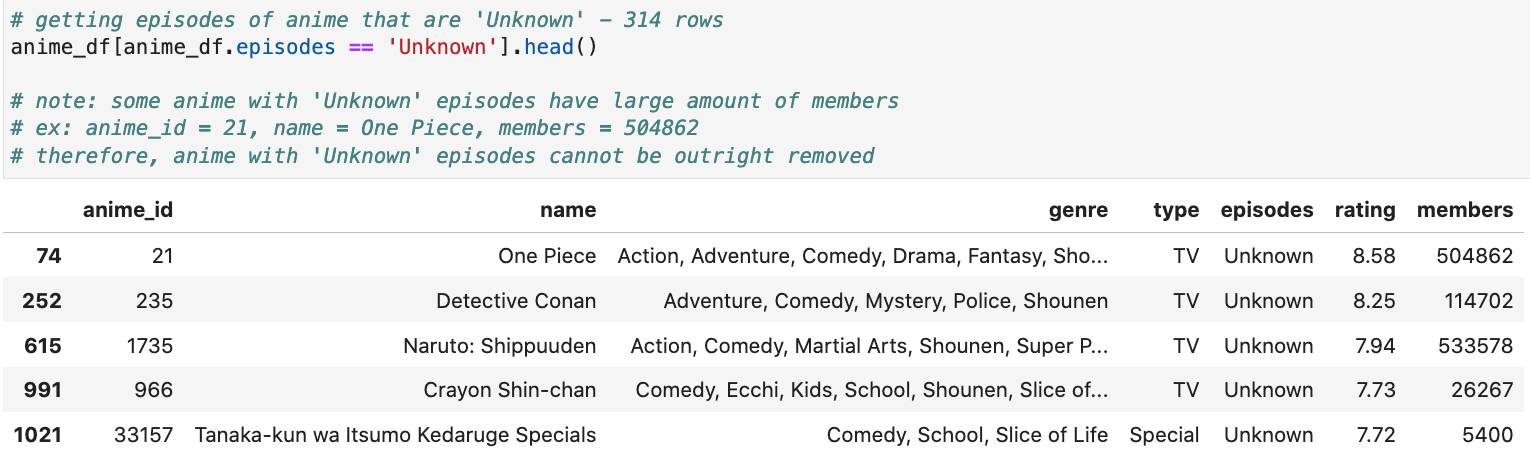 # getting episodes of anime that are 'Unknown' – 314 rows
anime_df[anime_df.episodes == 'Unknown'].head()
# note: some anime with 'Unknown' episodes have large amount of members
# ex: anime_id = 21, name = One Piece, members = 504862
# therefore, anime with 'Unknown' episodes cannot be outright removed
anime_id name genre type episodes rating members
74 21 One Piece Action, Adventure, Comedy, Drama, Fantasy, Sho... TV Unknown 8.58 504862
252 235 Detective Conan Adventure, Comedy, Mystery, Police, Shounen TV Unknown 8.25 114702
615 1735 Naruto: Shippuuden Action, Comedy, Martial Arts, Shounen, Super P... TV Unknown 7.94 533578
991 966 Crayon Shin-chan Comedy, Ecchi, Kids, School, Shounen, Slice of... TV Unknown 7.73 26267
1021 33157 Tanaka-kun wa Itsumo Kedaruge Specials Comedy, School, Slice of Life Special Unknown 7.72 5400